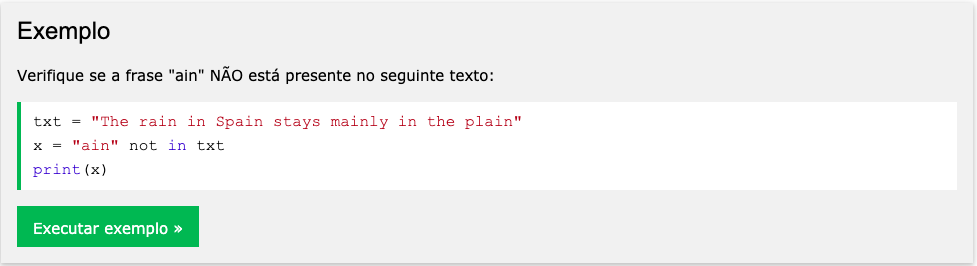 Exemplo
Verifique se a frase "ain" NÃO está presente no seguinte texto:
txt = "The rain in Spain stays mainly in the plain"
x = "ain" not in txt
print(x)
Executar exemplo »